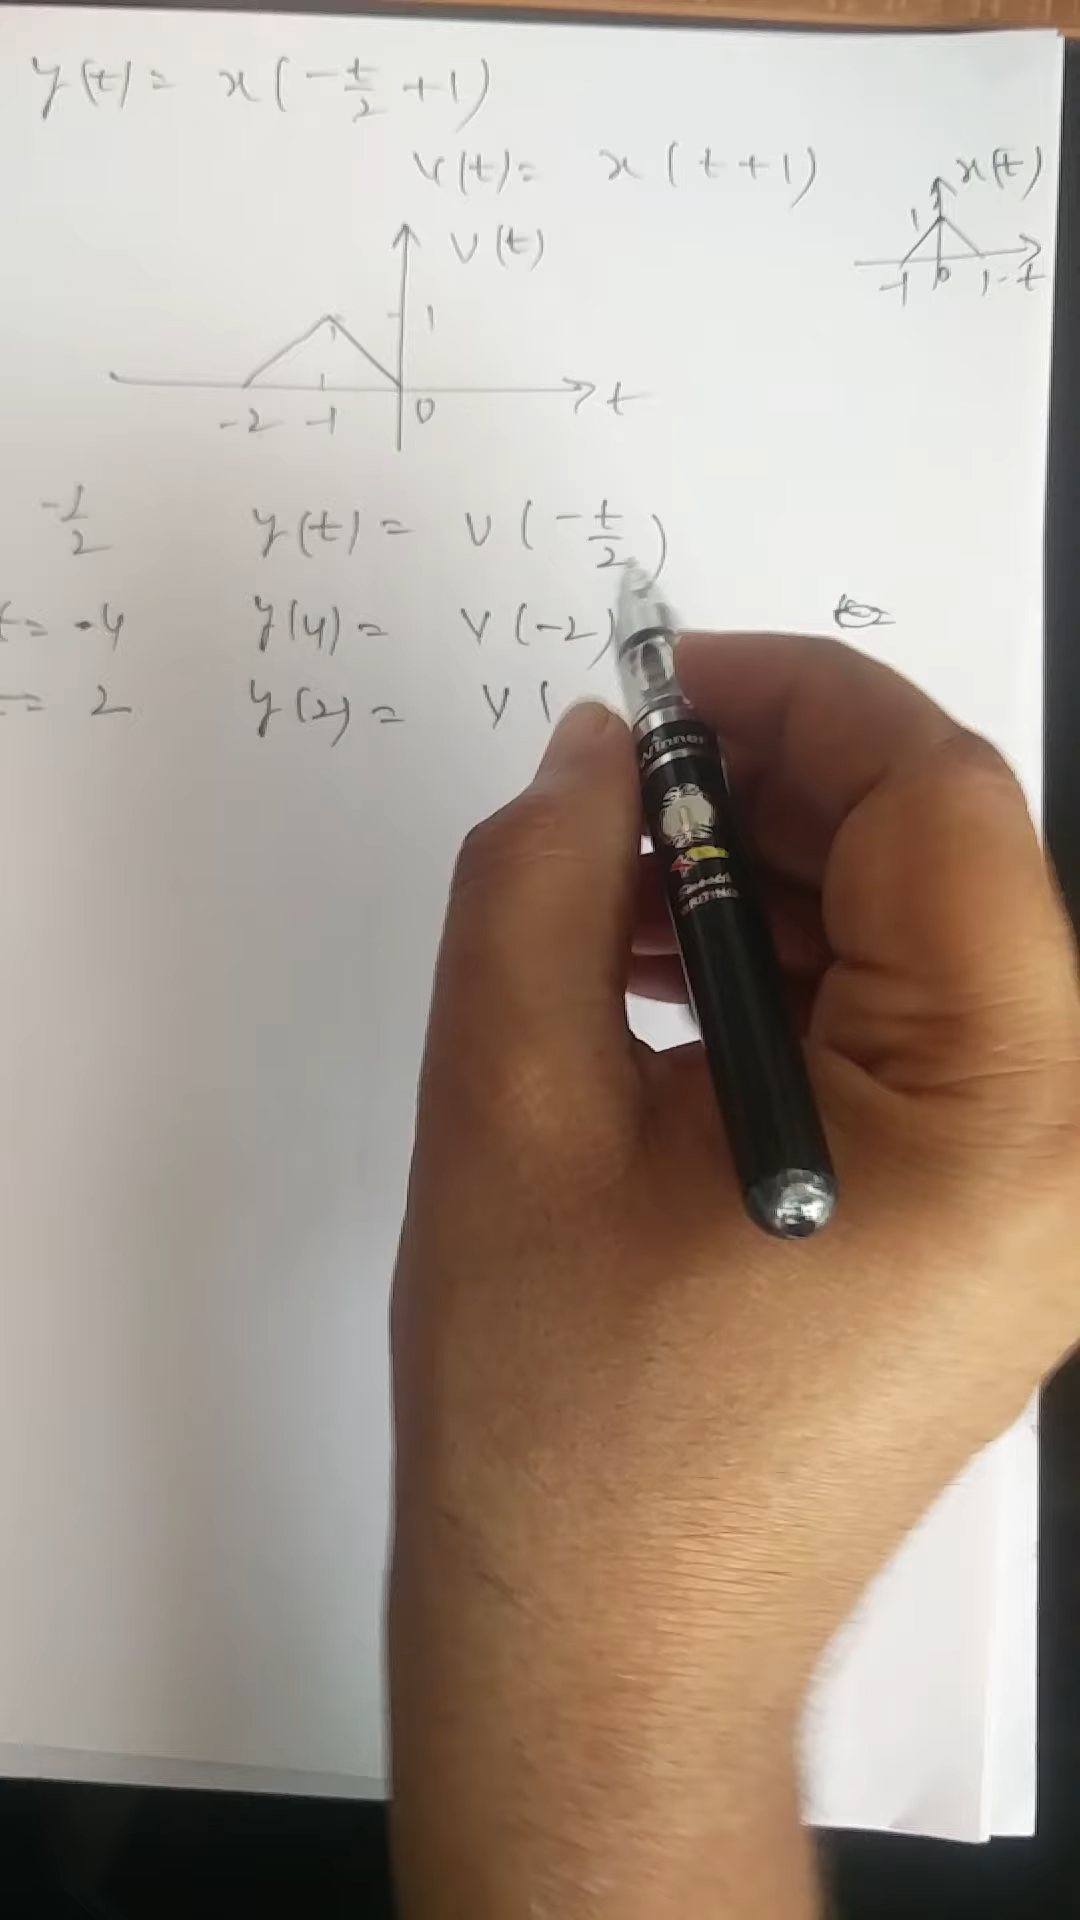 y(t) = x(-t/2 + 1)
v(t) = x(t+1)
x(t)
1
-1 0 1 t
v(t)
1
-2 -1 0 t
-1/2 y(t) = v(-t/2)
t = 4 y(4) = v(-2)
= 2 y(2) = v(
Winner